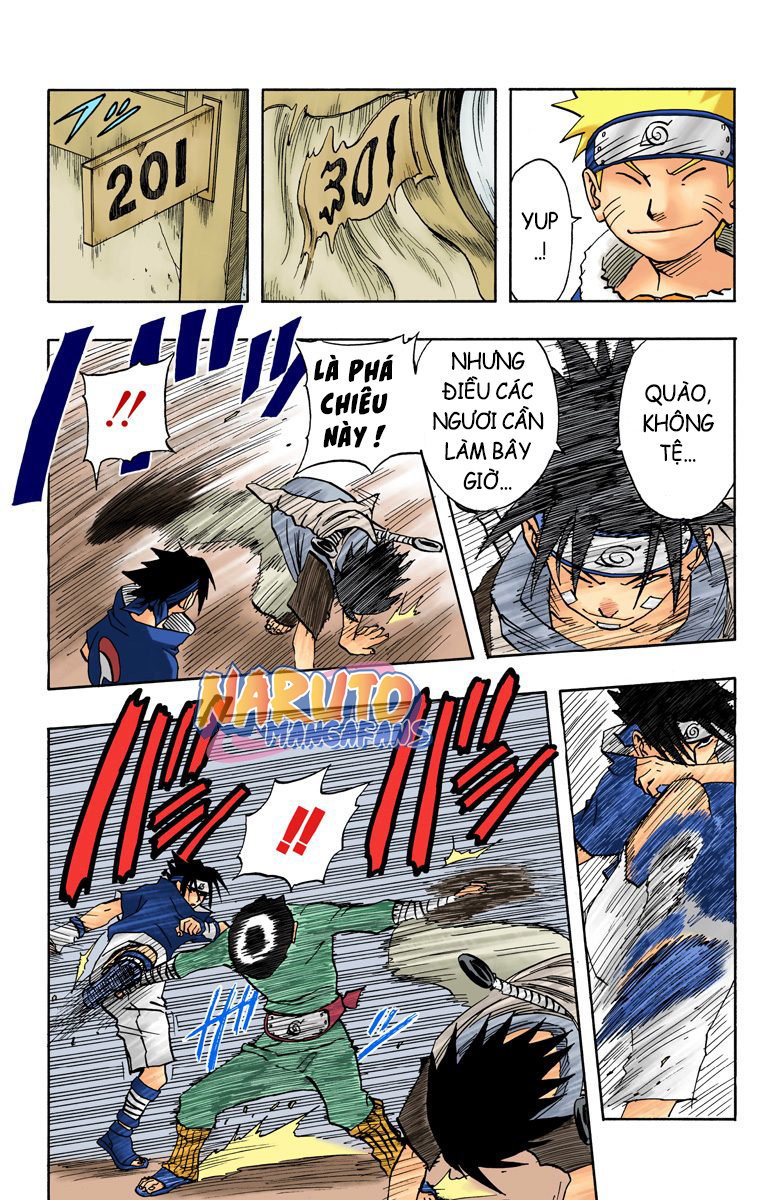 YUP
..!
301
201
QUÀO,
KHÔNG
TỆ...
NHƯNG
ĐIỀU CÁC
NGƯƠI CẦN
LÀM BÂY
GIỜ...
LÀ PHÁ
CHIÊU
NÀY !
!!
NARUTO
MANGAFANS
!!